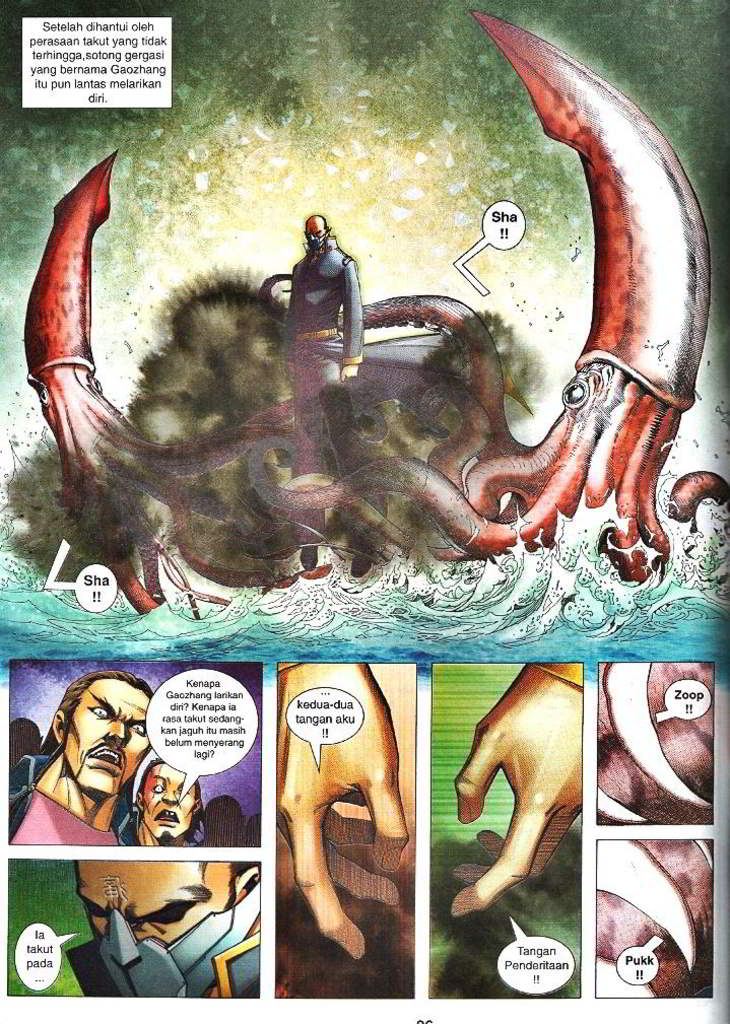 Setelah dihantui oleh
perasaan takut yang tidak
terhingga,sotong gergasi
yang bernama Gaozhang
itu pun lantas melarikan
diri.
Sha
!!
Sha
!!
Kenapa
Gaozhang larikan
diri? Kenapa ia
rasa takut sedang-
kan jaguh itu masih
belum menyerang
lagi?
Ia
takut
pada
...
...
kedua-dua
tangan aku
!!
...
Tangan
Penderitaan
!!
Zoop
!!
Pukk
!!